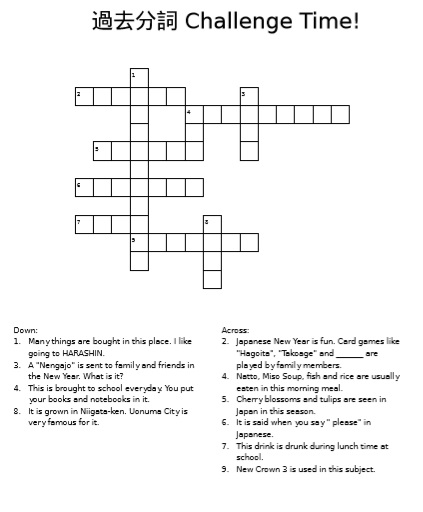 過去分詞 Challenge Time!
1
2
3
4
5
6
7
8
9
Down:
1. Many things are bought in this place. I like
going to HARASHIN.
3. A "Nengajo" is sent to family and friends in
the New Year. What is it?
4. This is brought to school everyday. You put
your books and notebooks in it.
8. It is grown in Niigata-ken. Uonuma City is
very famous for it.
Across:
2. Japanese New Year is fun. Card games like
"Hagoita", "Takoage" and ______ are
played by family members.
4. Natto, Miso Soup, fish and rice are usually
eaten in this morning meal.
5. Cherry blossoms and tulips are seen in
Japan in this season.
6. It is said when you say " please" in
Japanese.
7. This drink is drunk during lunch time at
school.
9. New Crown 3 is used in this subject.